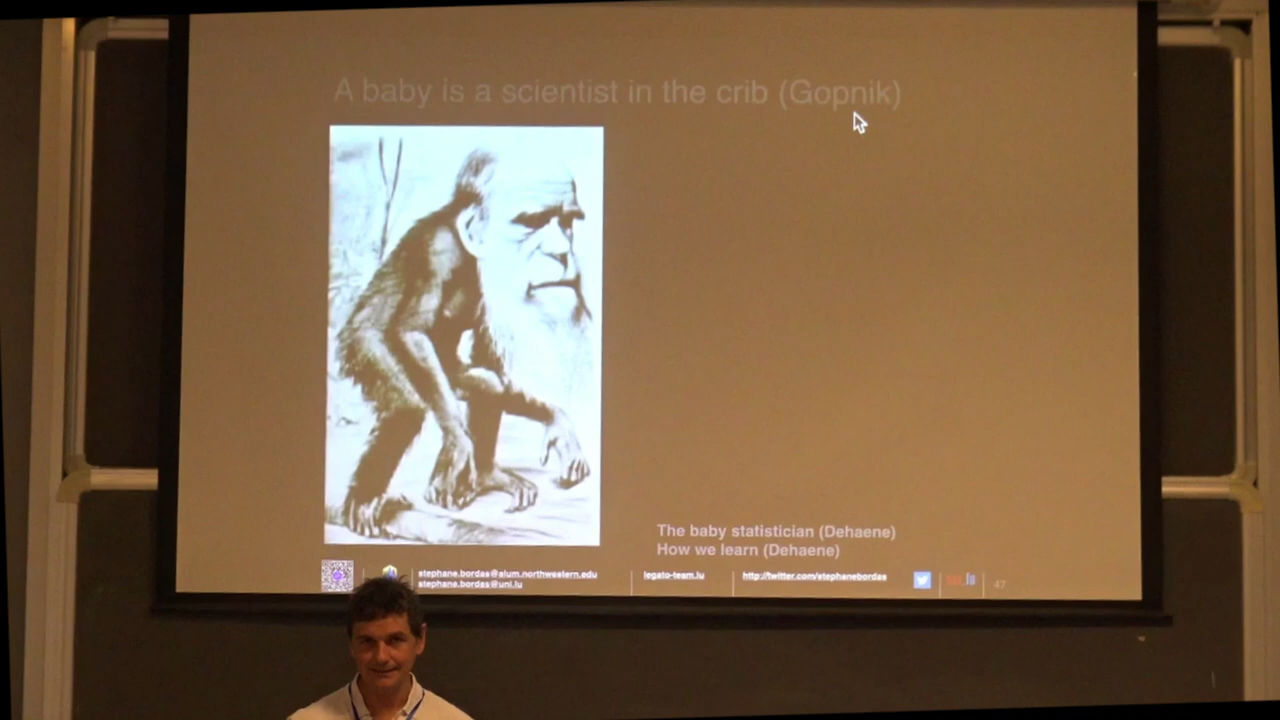 A baby is a scientist in the crib (Gopnik)
The baby statistician (Dehaene)
How we learn (Dehaene)
stephane.bordas@alum.northwestern.edu
stephane.bordas@uni.lu
legato-team.lu
http://twitter.com/stephanebordas
47